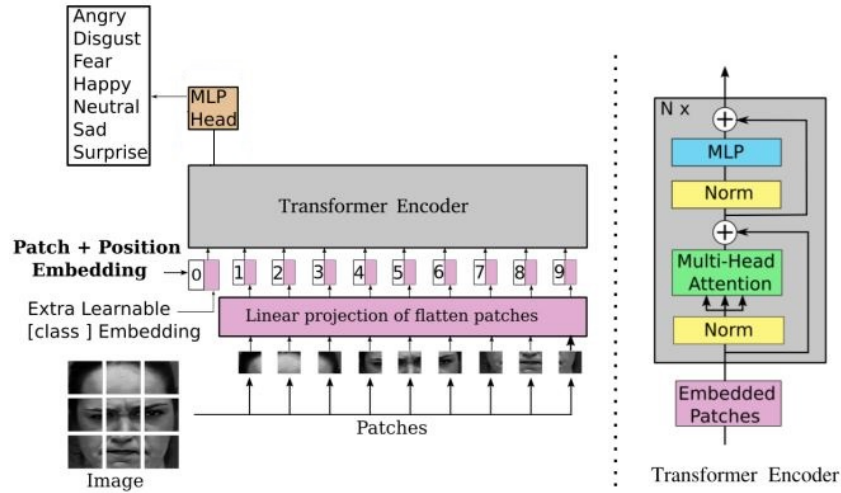 Angry
Disgust
Fear
Happy
Neutral
Sad
Surprise
MLP
Head
Transformer Encoder
Patch + Position
Embedding
0 1 2 3 4 5 6 7 8 9
Extra Learnable
[class ] Embedding
Linear projection of flatten patches
Patches
Image
N x
+
MLP
Norm
+
Multi-Head
Attention
Norm
Embedded
Patches
Transformer Encoder